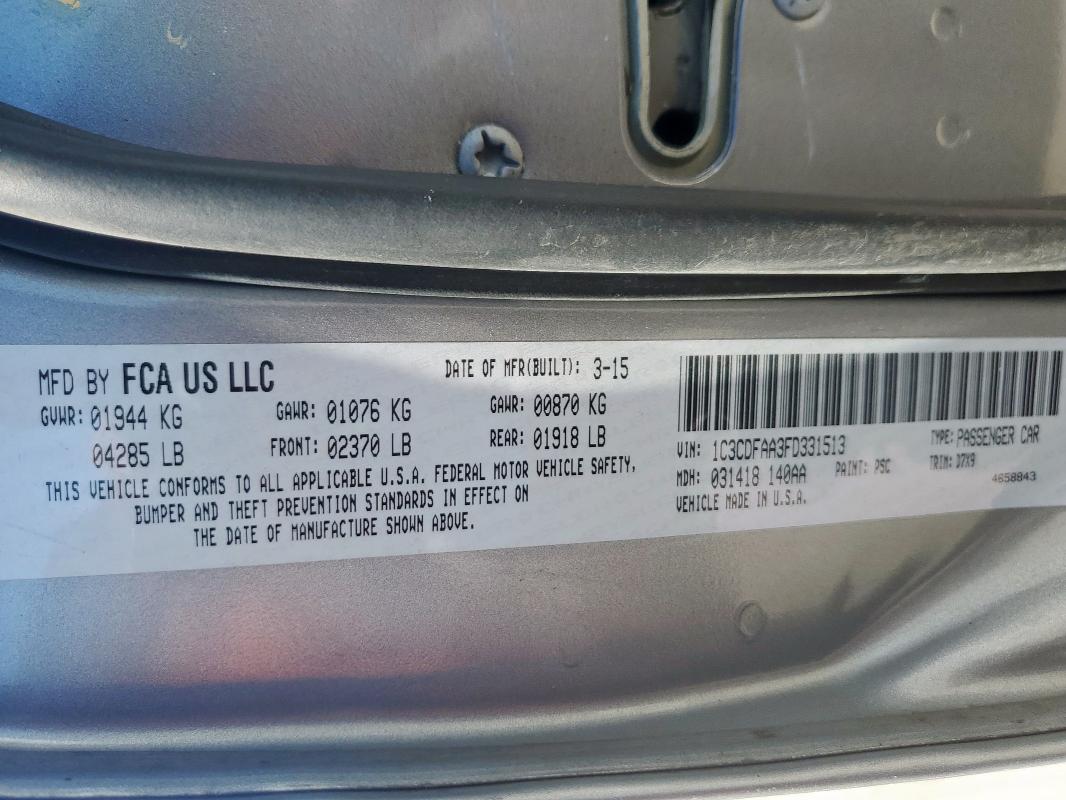 MFD BY FCA US LLC
DATE OF MFR(BUILT): 3-15
GVWR: 01944 KG
GAWR: 01076 KG
GAWR: 00870 KG
04285 LB
FRONT: 02370 LB
REAR: 01918 LB
THIS VEHICLE CONFORMS TO ALL APPLICABLE U.S.A. FEDERAL MOTOR VEHICLE SAFETY,
BUMPER AND THEFT PREVENTION STANDARDS IN EFFECT ON
THE DATE OF MANUFACTURE SHOWN ABOVE.
VIN: 1C3CDFAA3FD331513
TYPE: PASSENGER CAR
MDH: 031418 140AA
PAINT: PSC
TRIM: D7X9
VEHICLE MADE IN U.S.A.
4658843